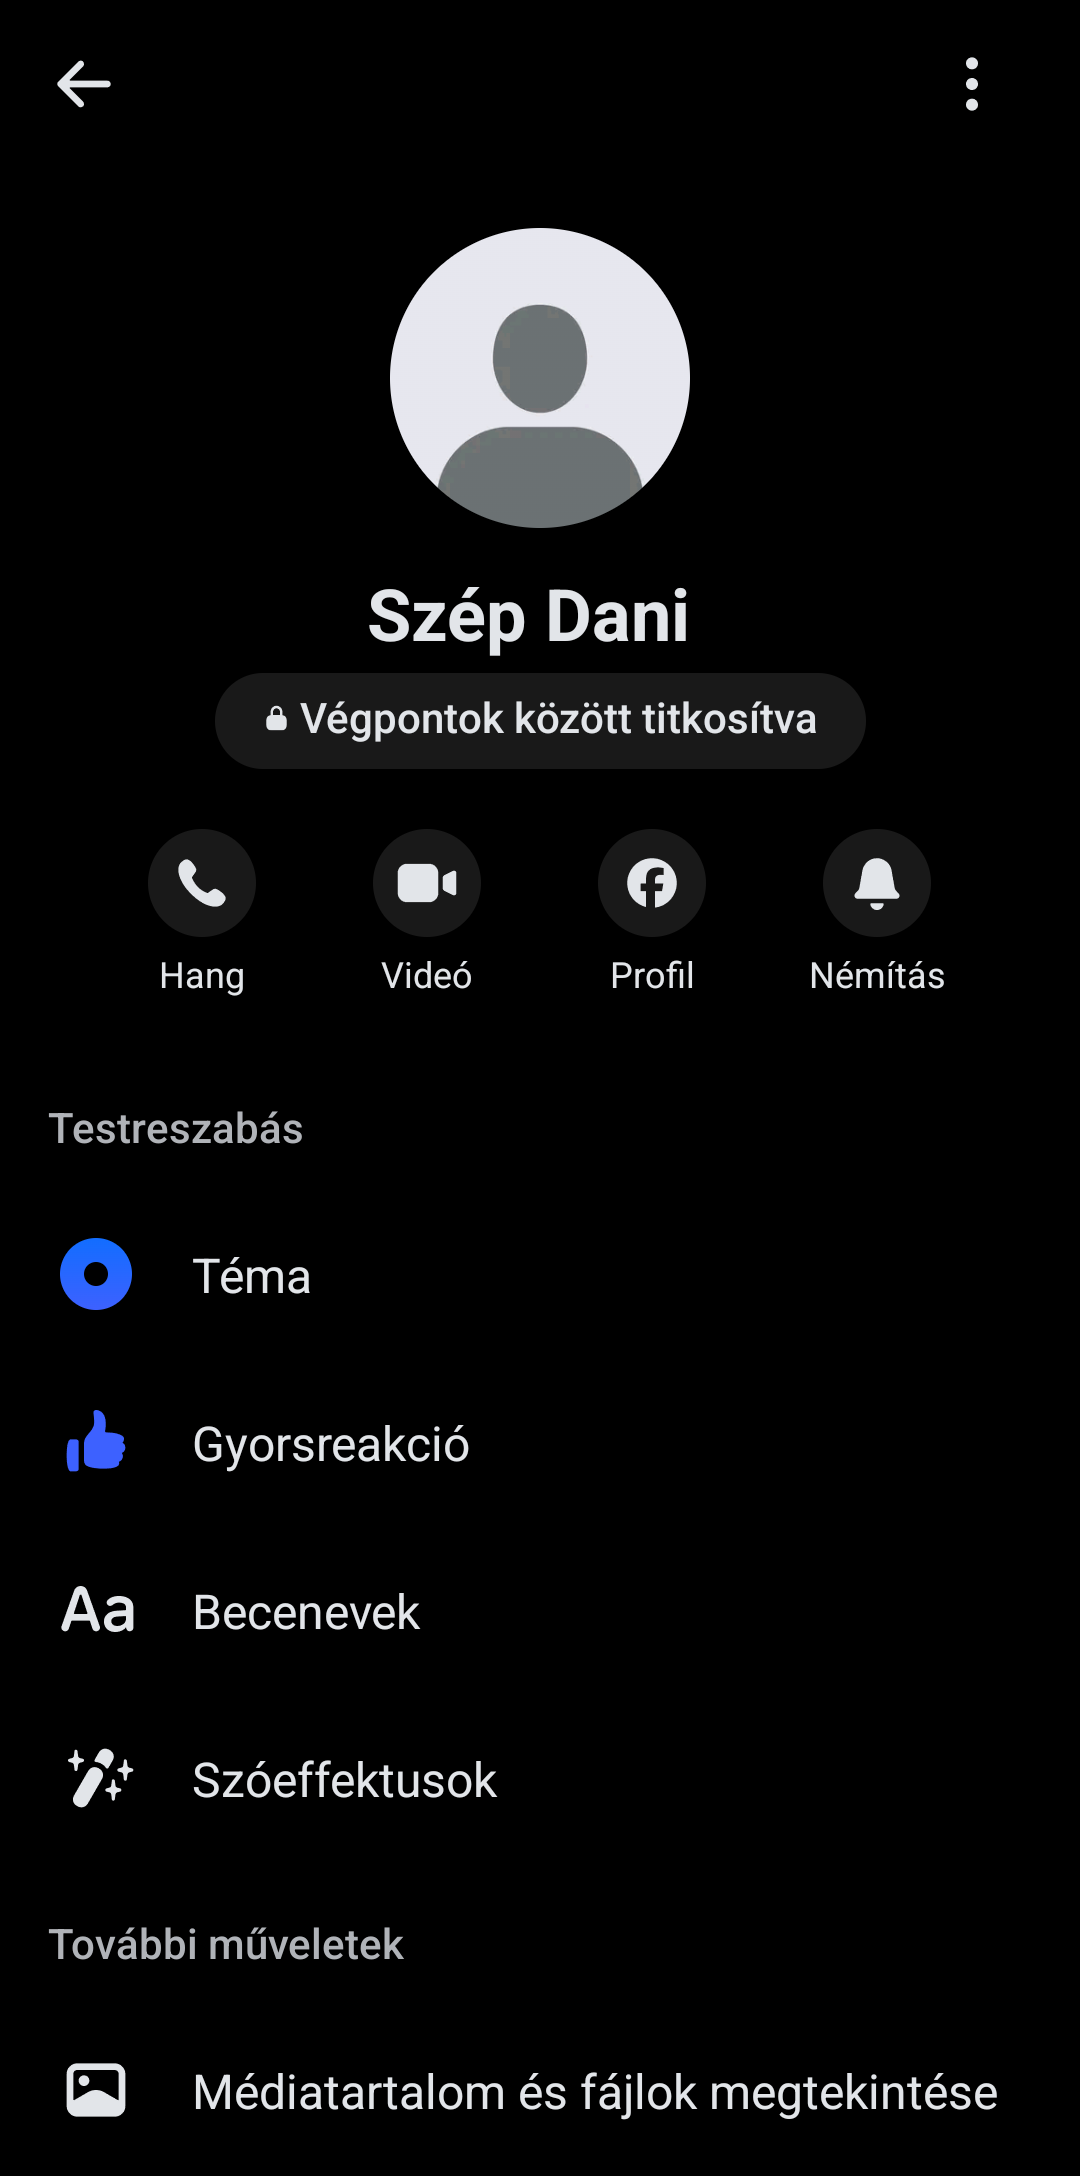 Szép Dani
Végpontok között titkosítva
Hang Videó Profil Némítás
Testreszabás
Téma
Gyorsreakció
Aa Becenevek
Szóeffektusok
További műveletek
Médiatartalom és fájlok megtekintése